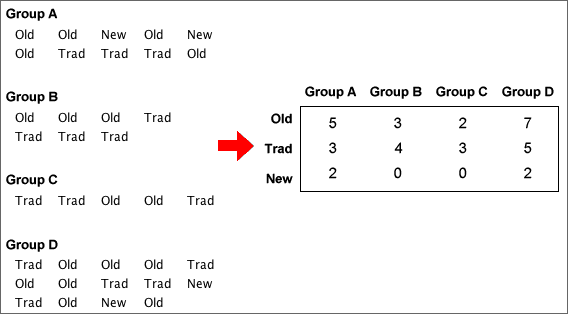 Group A
Old Old New Old New
Old Trad Trad Trad Old
Group B
Old Old Old Trad
Trad Trad Trad
Group C
Trad Trad Old Old Trad
Group D
Trad Old Old Old Trad
Old Old Trad Trad New
Trad Old New Old
Group A Group B Group C Group D
Old 5 3 2 7
Trad 3 4 3 5
New 2 0 0 2